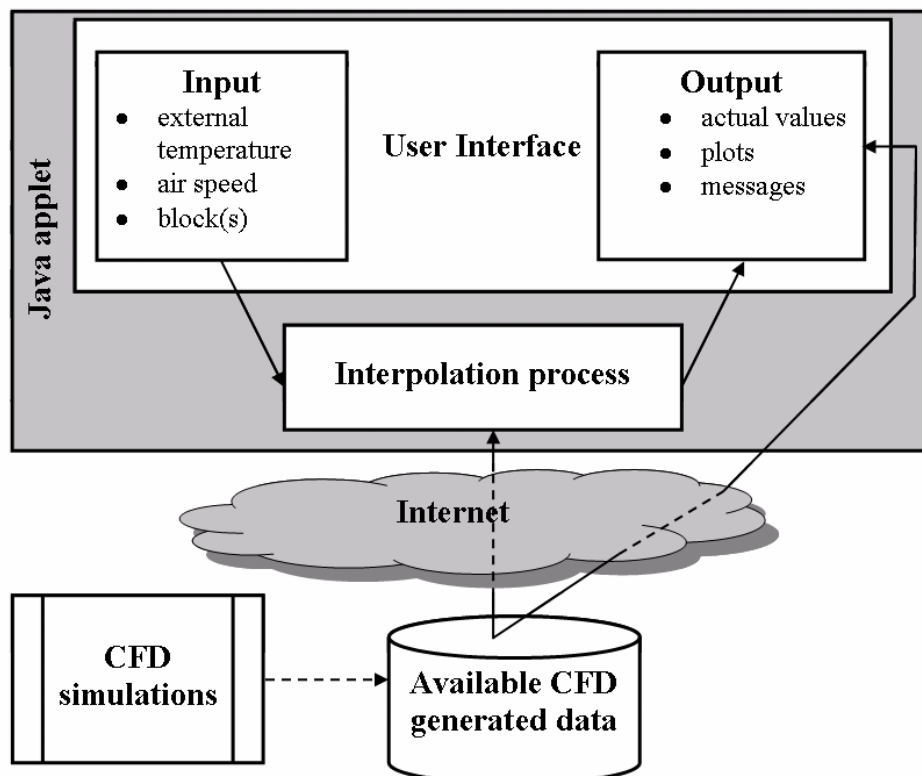 Java applet
Input
• external
temperature
• air speed
• block(s)
User Interface
Output
• actual values
• plots
• messages
Interpolation process
Internet
CFD
simulations
Available CFD
generated data